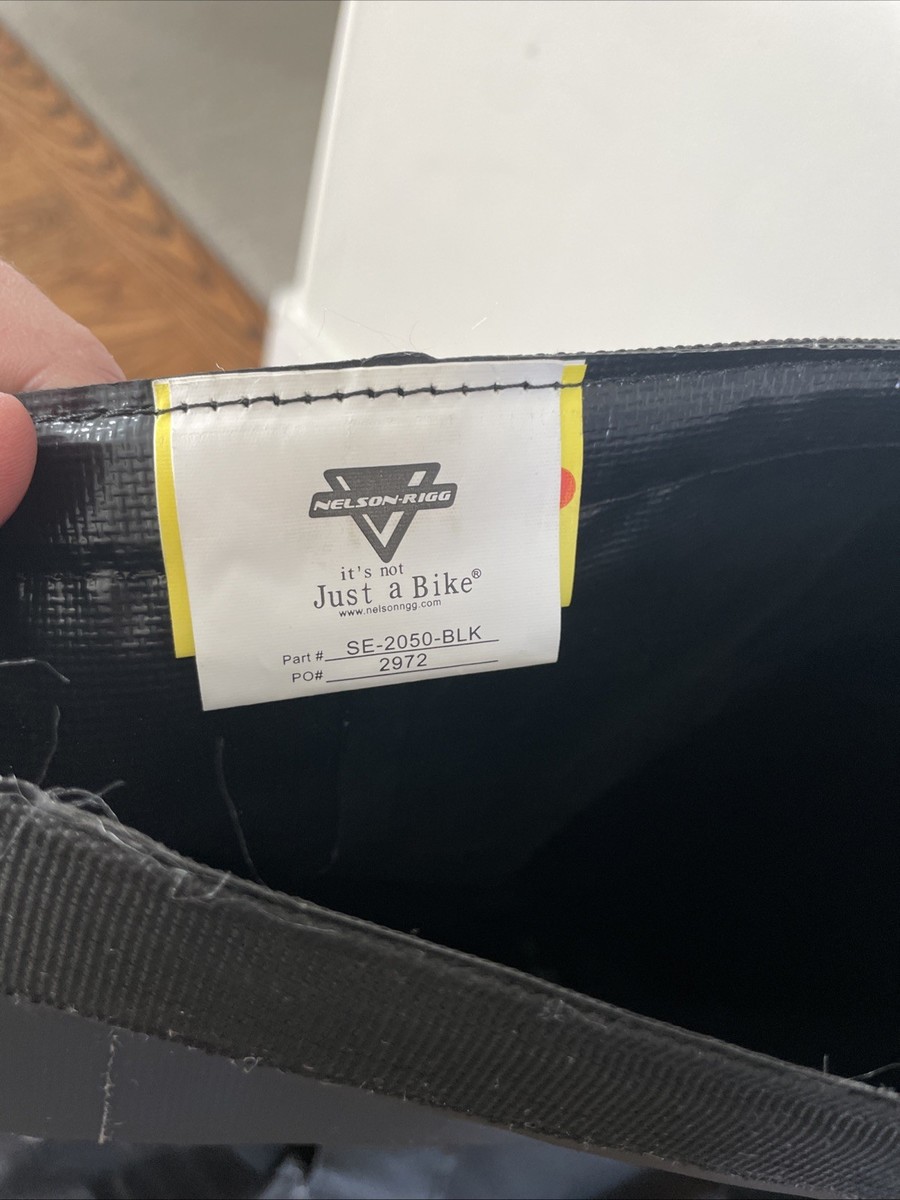 NELSON-RIGG
it's not
Just a Bike®
www.nelsonrigg.com
Part # SE-2050-BLK
PO# 2972